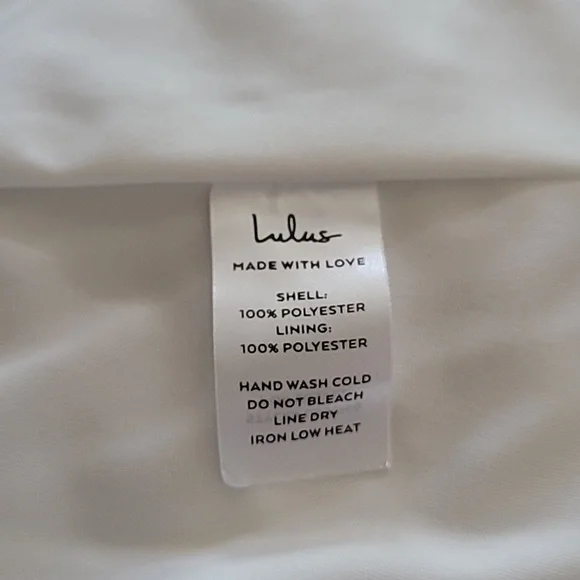 Lulus
MADE WITH LOVE
SHELL:
100% POLYESTER
LINING:
100% POLYESTER
HAND WASH COLD
DO NOT BLEACH
LINE DRY
IRON LOW HEAT